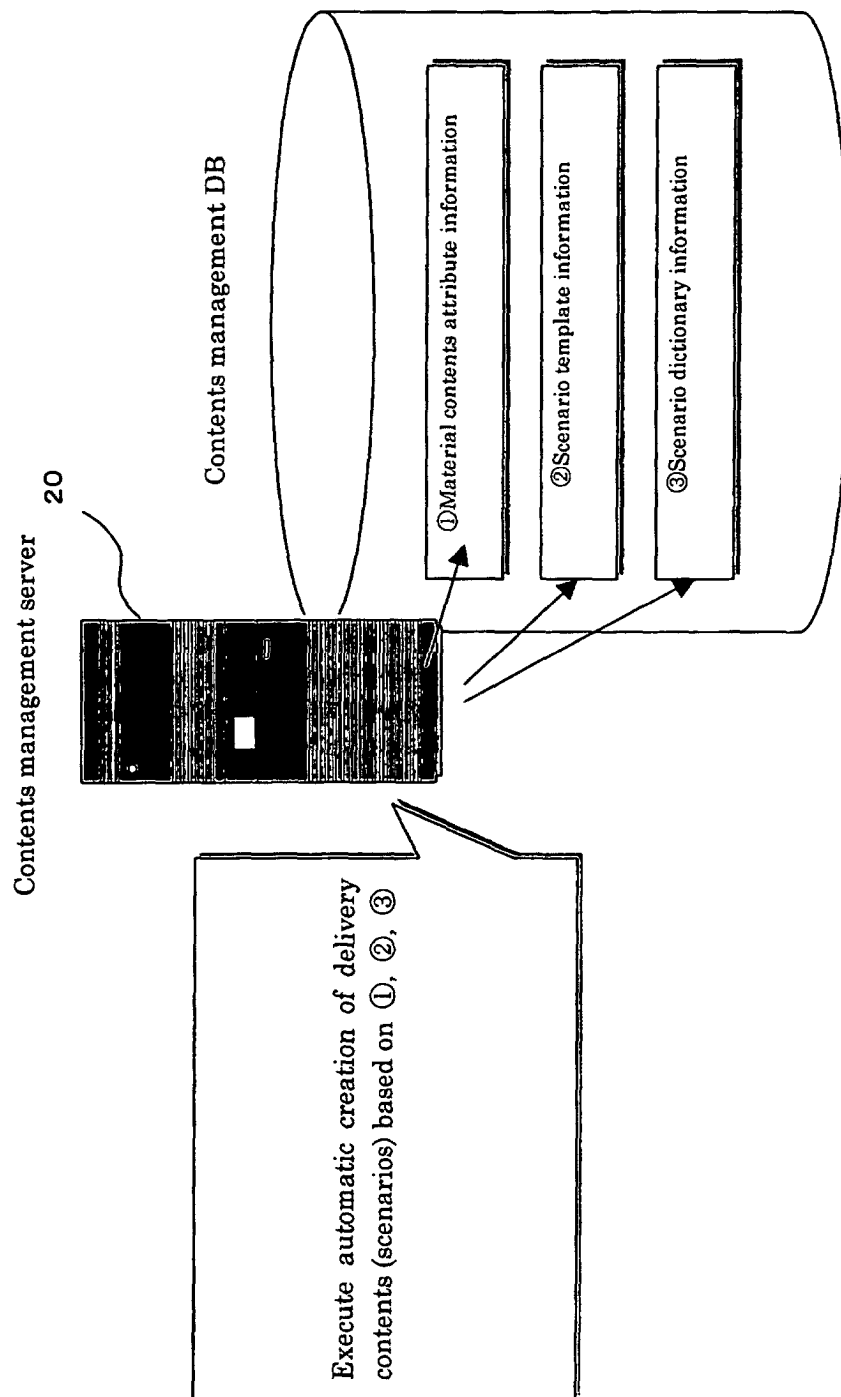 Contents management server
20
Contents management DB
①Material contents attribute information
②Scenario template information
③Scenario dictionary information
Execute automatic creation of delivery
contents (scenarios) based on ①, ②, ③